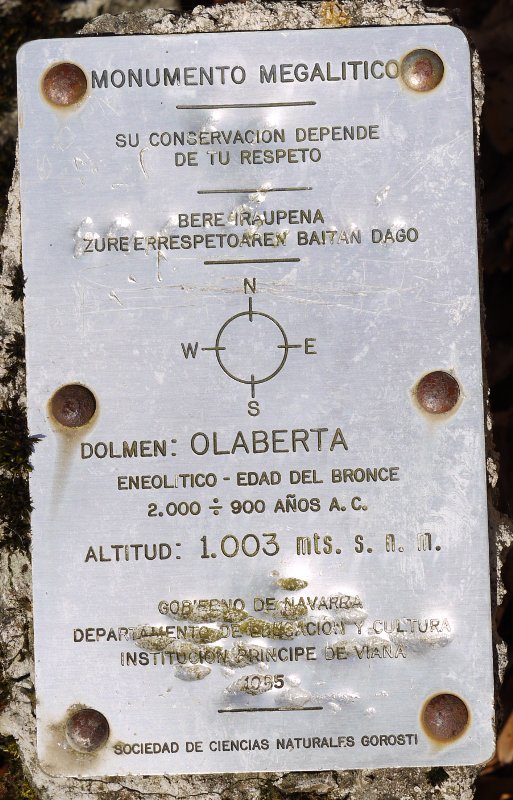 MONUMENTO MEGALITICO
SU CONSERVACION DEPENDE
DE TU RESPETO
BERE IRAUPENA
ZURE ERRESPETOAREN BAITAN DAGO
N
W E
S
DOLMEN: OLABERTA
ENEOLITICO - EDAD DEL BRONCE
2.000 ÷ 900 AÑOS A. C.
ALTITUD: 1.003 mts. s. n. m.
GOBIERNO DE NAVARRA
DEPARTAMENTO DE EDUCACIÓN Y CULTURA
INSTITUCIÓN PRINCIPE DE VIANA
SOCIEDAD DE CIENCIAS NATURALES GOROSTI